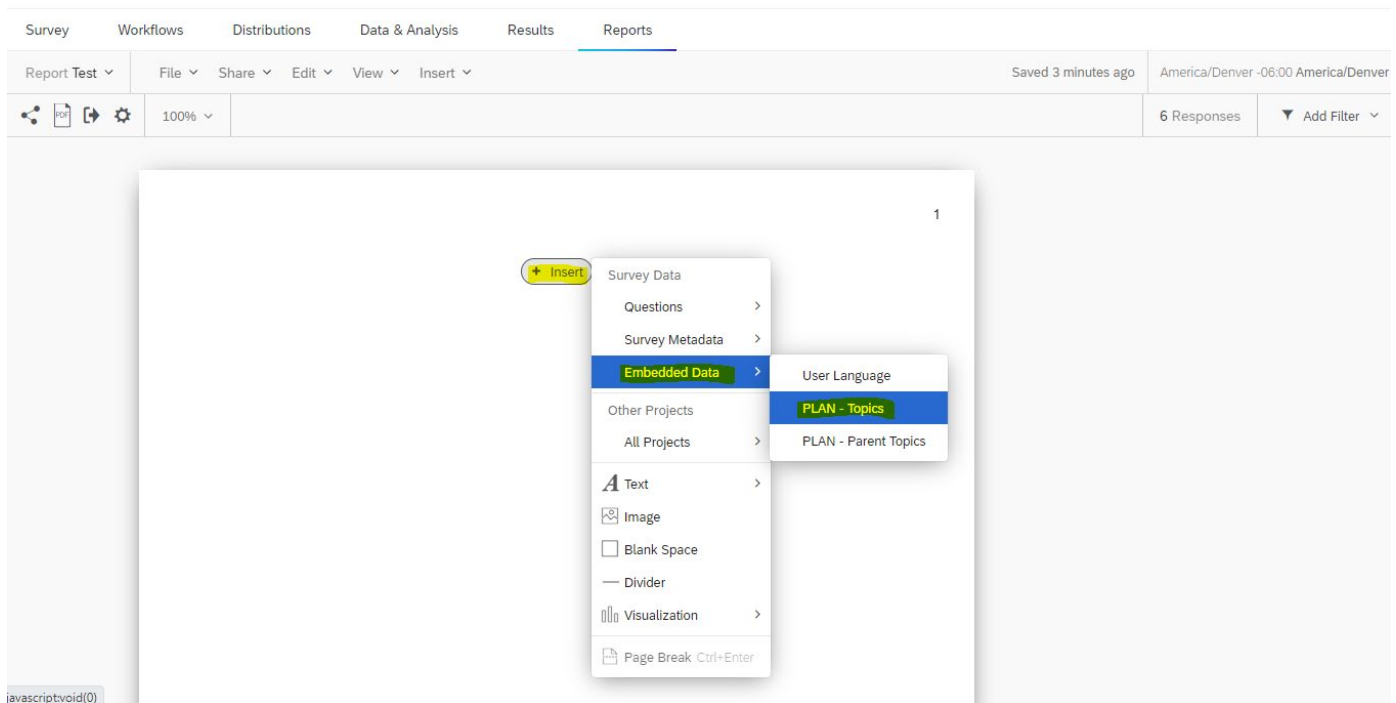 Survey Workflows Distributions Data & Analysis Results Reports
Report Test File Share Edit View Insert Saved 3 minutes ago America/Denver -06:00 America/Denver
PDF 100% 6 Responses Add Filter
1
+ Insert
Survey Data
Questions
Survey Metadata
Embedded Data
User Language
PLAN - Topics
PLAN - Parent Topics
Other Projects
All Projects
A Text
Image
Blank Space
Divider
Visualization
Page Break Ctrl+Enter
javascript:void(0)